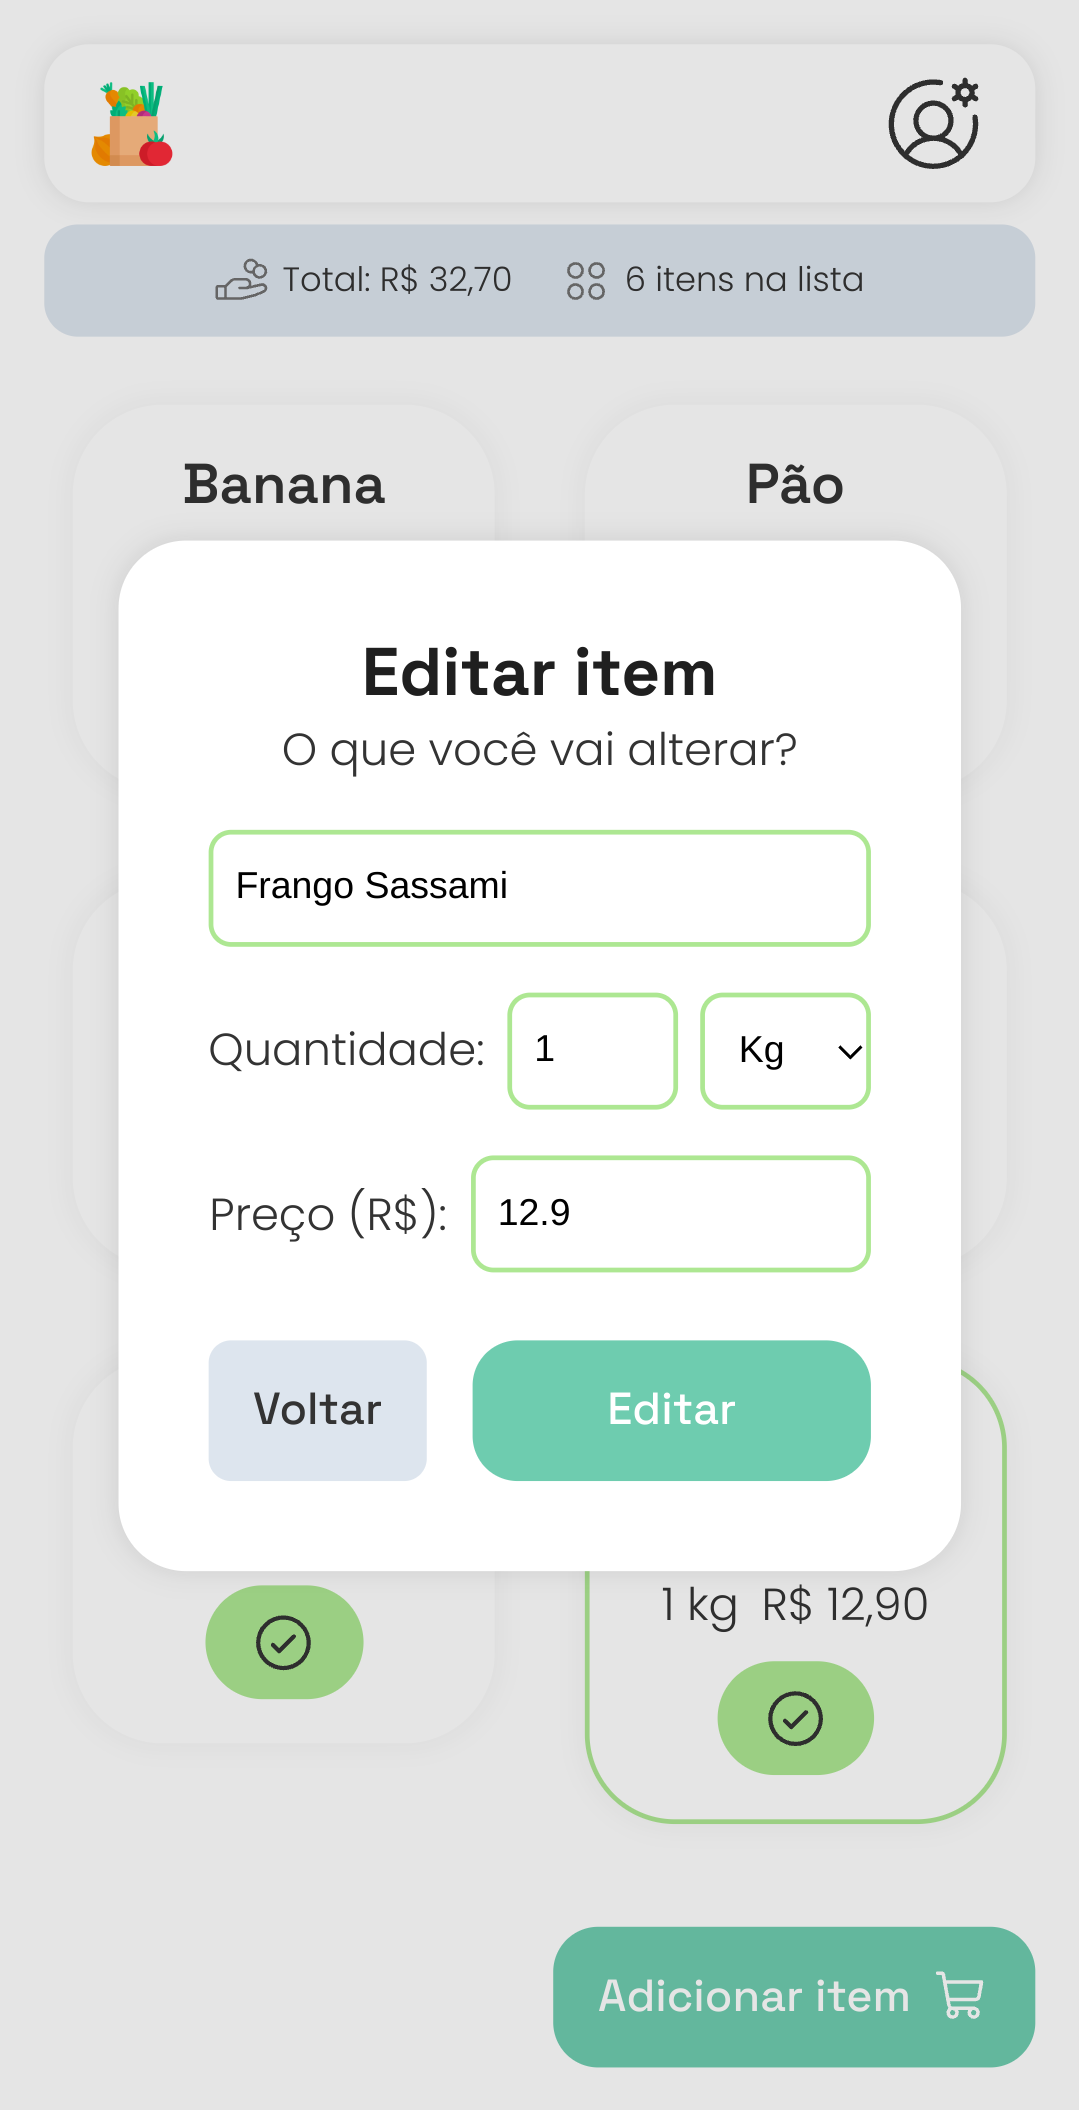 Total: R$ 32,70 6 itens na lista
Banana Pão
Editar item
O que você vai alterar?
Frango Sassami
Quantidade: 1 Kg
Preço (R$): 12.9
Voltar Editar
1 kg R$ 12,90
Adicionar item